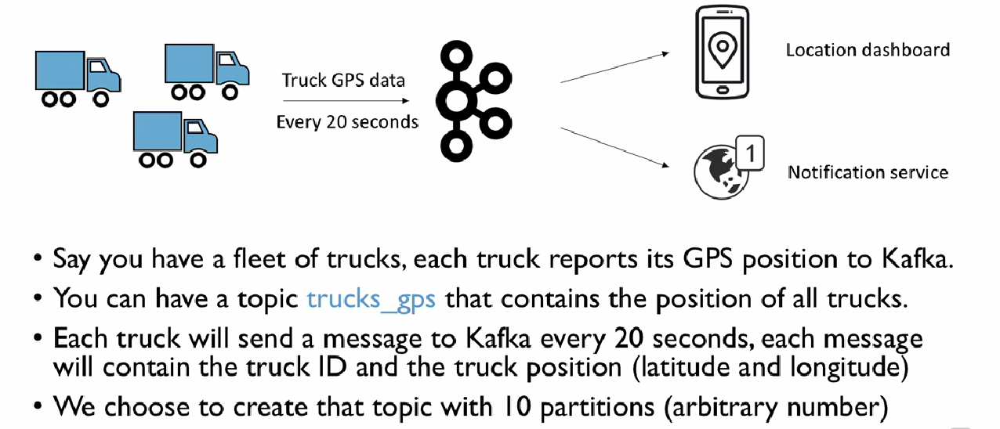 Truck GPS data
Every 20 seconds
Location dashboard
1
Notification service
• Say you have a fleet of trucks, each truck reports its GPS position to Kafka.
• You can have a topic trucks_gps that contains the position of all trucks.
• Each truck will send a message to Kafka every 20 seconds, each message
will contain the truck ID and the truck position (latitude and longitude)
• We choose to create that topic with 10 partitions (arbitrary number)